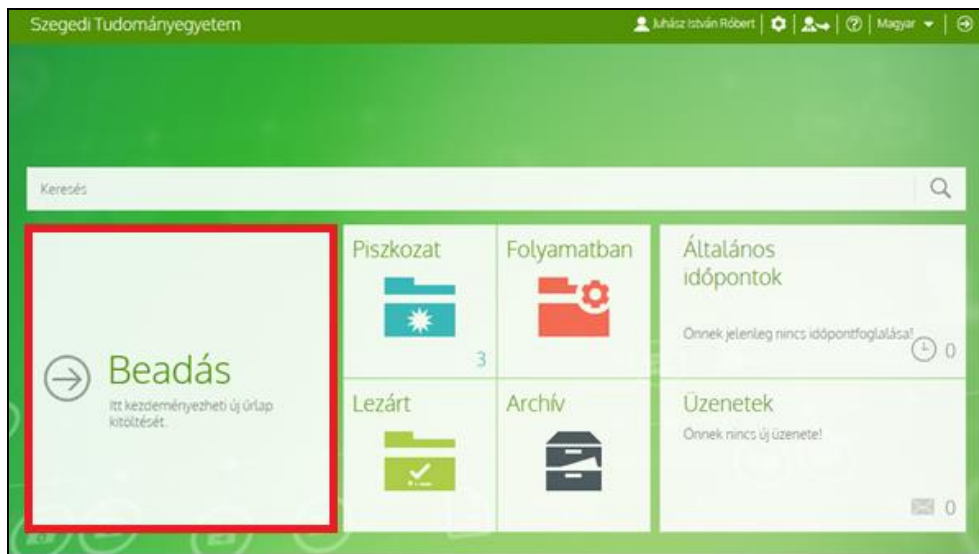 Szegedi Tudományegyetem
Juhász István Róbert
Magyar
Keresés
Beadás
Itt kezdeményezheti új űrlap
kitöltését.
Piszkozat
3
Folyamatban
Lezárt
Archív
Általános
időpontok
Önnek jelenleg nincs időpontfoglalása!
0
Üzenetek
Önnek nincs új üzenete!
0